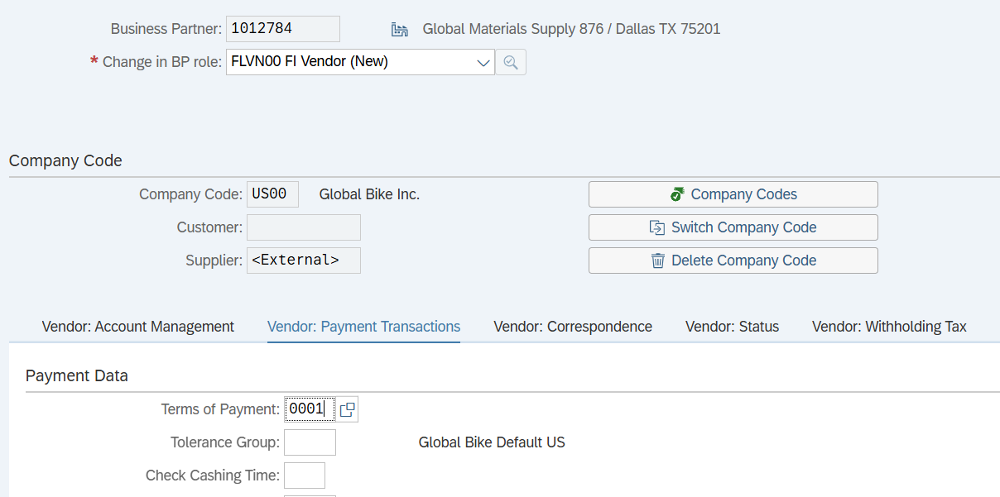 Business Partner: 1012784 Global Materials Supply 876 / Dallas TX 75201
* Change in BP role: FLVN00 FI Vendor (New)
Company Code
Company Code: US00 Global Bike Inc. Company Codes
Customer: Switch Company Code
Supplier: <External> Delete Company Code
Vendor: Account Management Vendor: Payment Transactions Vendor: Correspondence Vendor: Status Vendor: Withholding Tax
Payment Data
Terms of Payment: 0001
Tolerance Group: Global Bike Default US
Check Cashing Time: